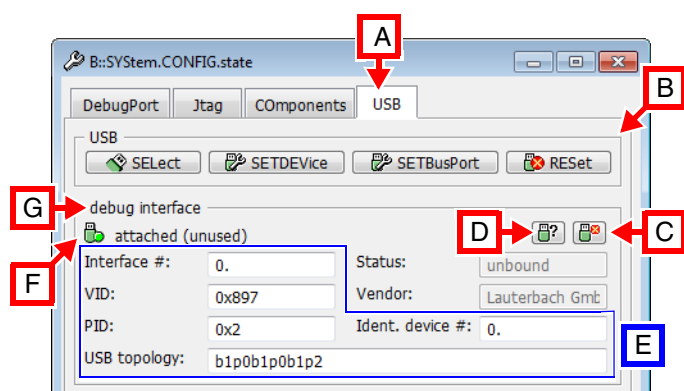 A
B::SYStem.CONFIG.state
B
DebugPort Jtag COmponents USB
USB
SELect SETDEVice SETBusPort RESet
G debug interface
D ? C
attached (unused)
F
Interface #: 0. Status: unbound
VID: 0x897 Vendor: Lauterbach Gmb
PID: 0x2 Ident. device #: 0.
E
USB topology: b1p0b1p0b1p2